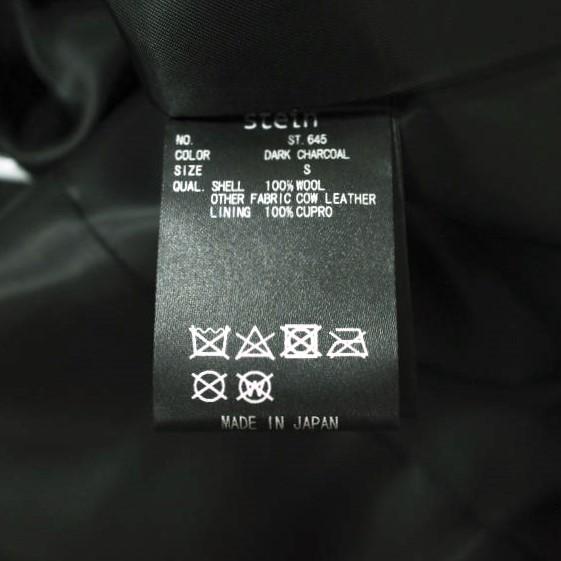 stein
NO. ST.645
COLOR DARK CHARCOAL
SIZE S
QUAL. SHELL 100% WOOL
OTHER FABRIC COW LEATHER
LINING 100% CUPRO
W
MADE IN JAPAN